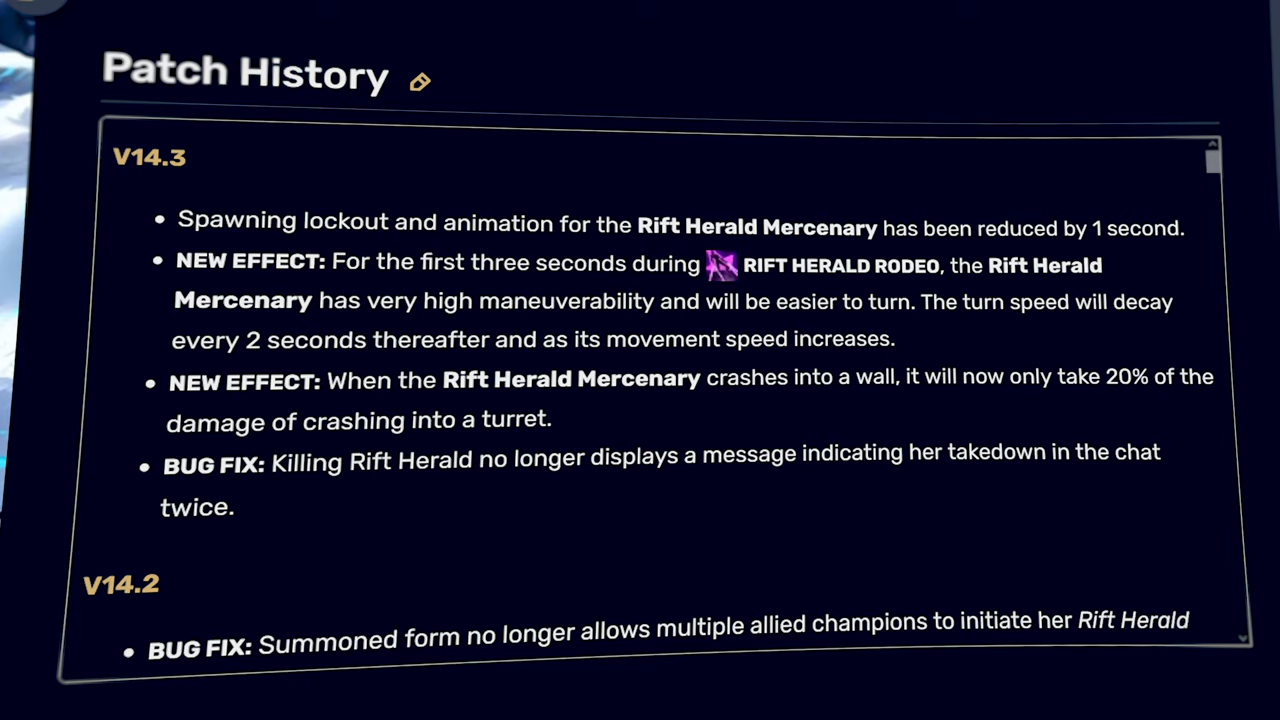 Patch History
V14.3
• Spawning lockout and animation for the Rift Herald Mercenary has been reduced by 1 second.
• NEW EFFECT: For the first three seconds during RIFT HERALD RODEO, the Rift Herald
Mercenary has very high maneuverability and will be easier to turn. The turn speed will decay
every 2 seconds thereafter and as its movement speed increases.
• NEW EFFECT: When the Rift Herald Mercenary crashes into a wall, it will now only take 20% of the
damage of crashing into a turret.
• BUG FIX: Killing Rift Herald no longer displays a message indicating her takedown in the chat
twice.
V14.2
• BUG FIX: Summoned form no longer allows multiple allied champions to initiate her Rift Herald